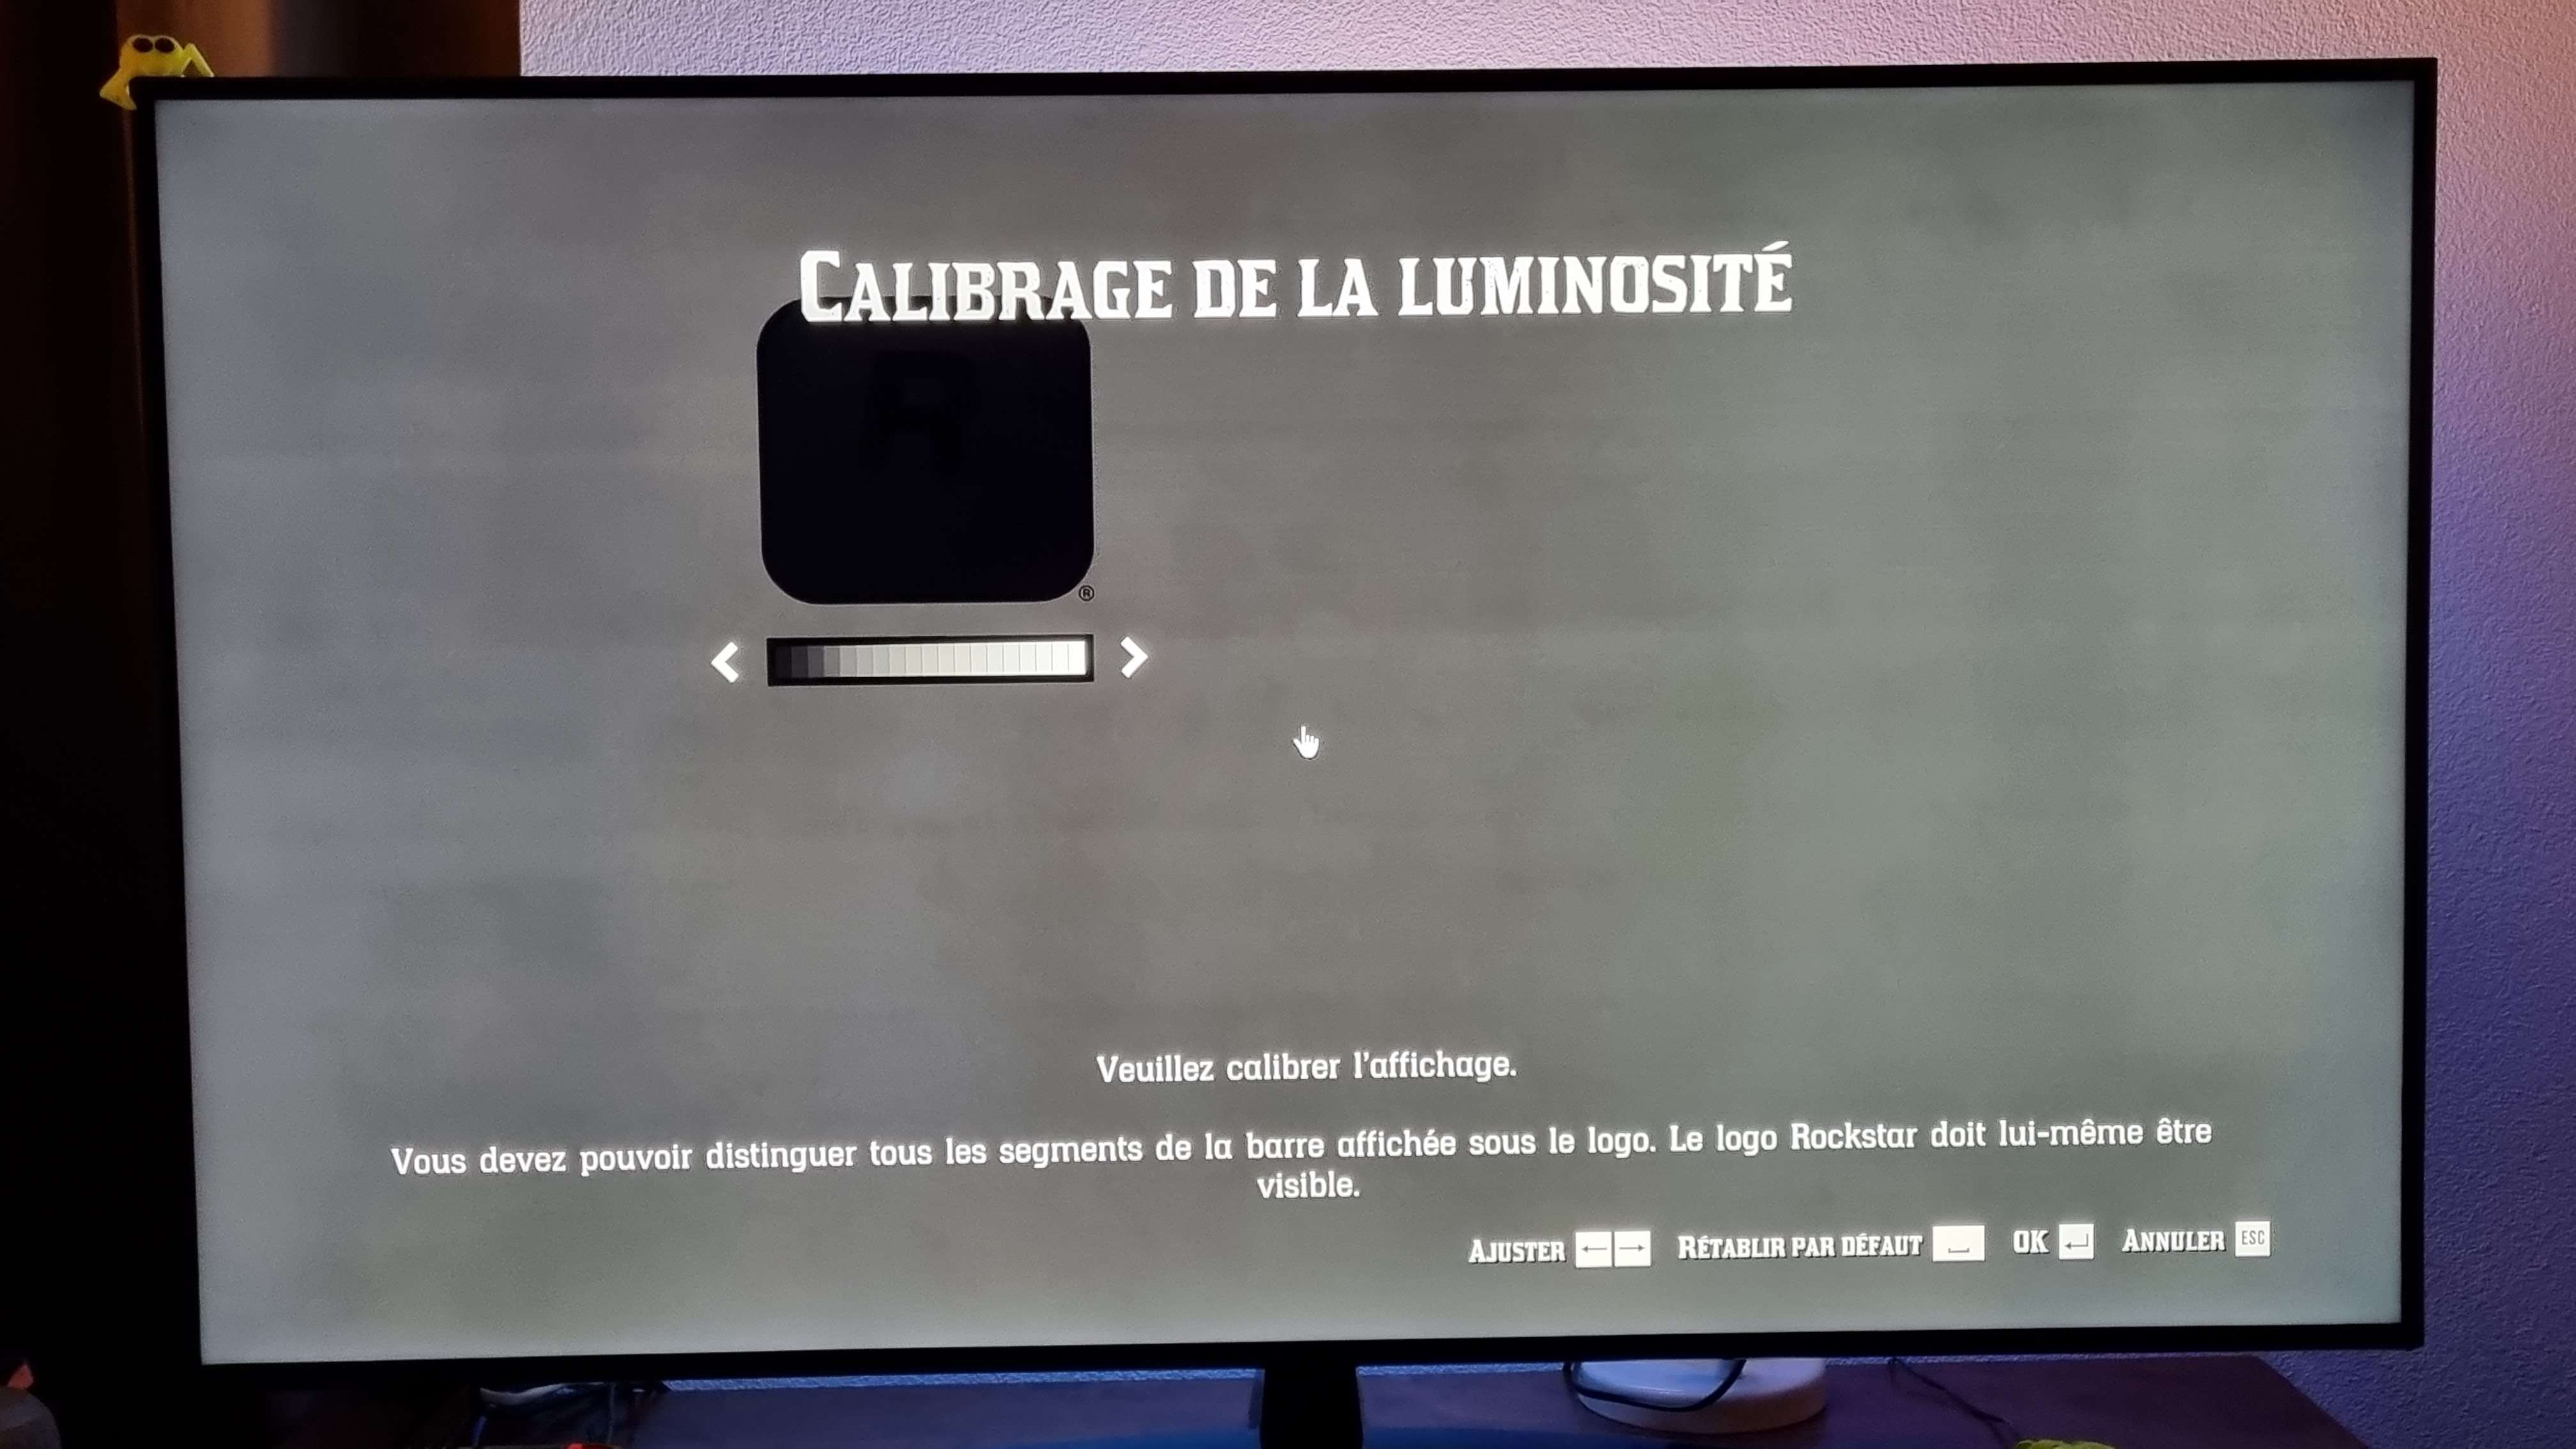 CALIBRAGE DE LA LUMINOSITÉ
R
®
Veuillez calibrer l'affichage.
Vous devez pouvoir distinguer tous les segments de la barre affichée sous le logo. Le logo Rockstar doit lui-même être
visible.
AJUSTER ← → RÉTABLIR PAR DÉFAUT OK ANNULER ESC